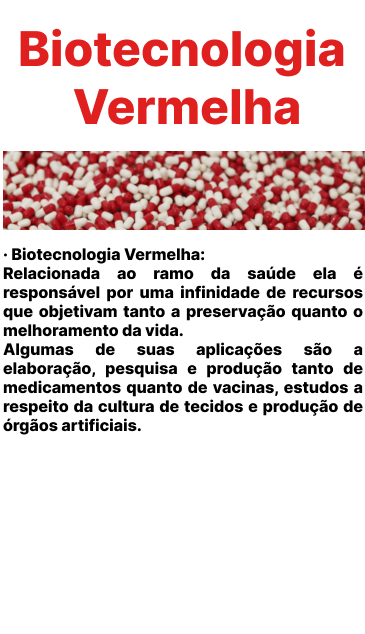 Biotecnologia
Vermelha
· Biotecnologia Vermelha:
Relacionada ao ramo da saúde ela é
responsável por uma infinidade de recursos
que objetivam tanto a preservação quanto o
melhoramento da vida.
Algumas de suas aplicações são a
elaboração, pesquisa e produção tanto de
medicamentos quanto de vacinas, estudos a
respeito da cultura de tecidos e produção de
órgãos artificiais.